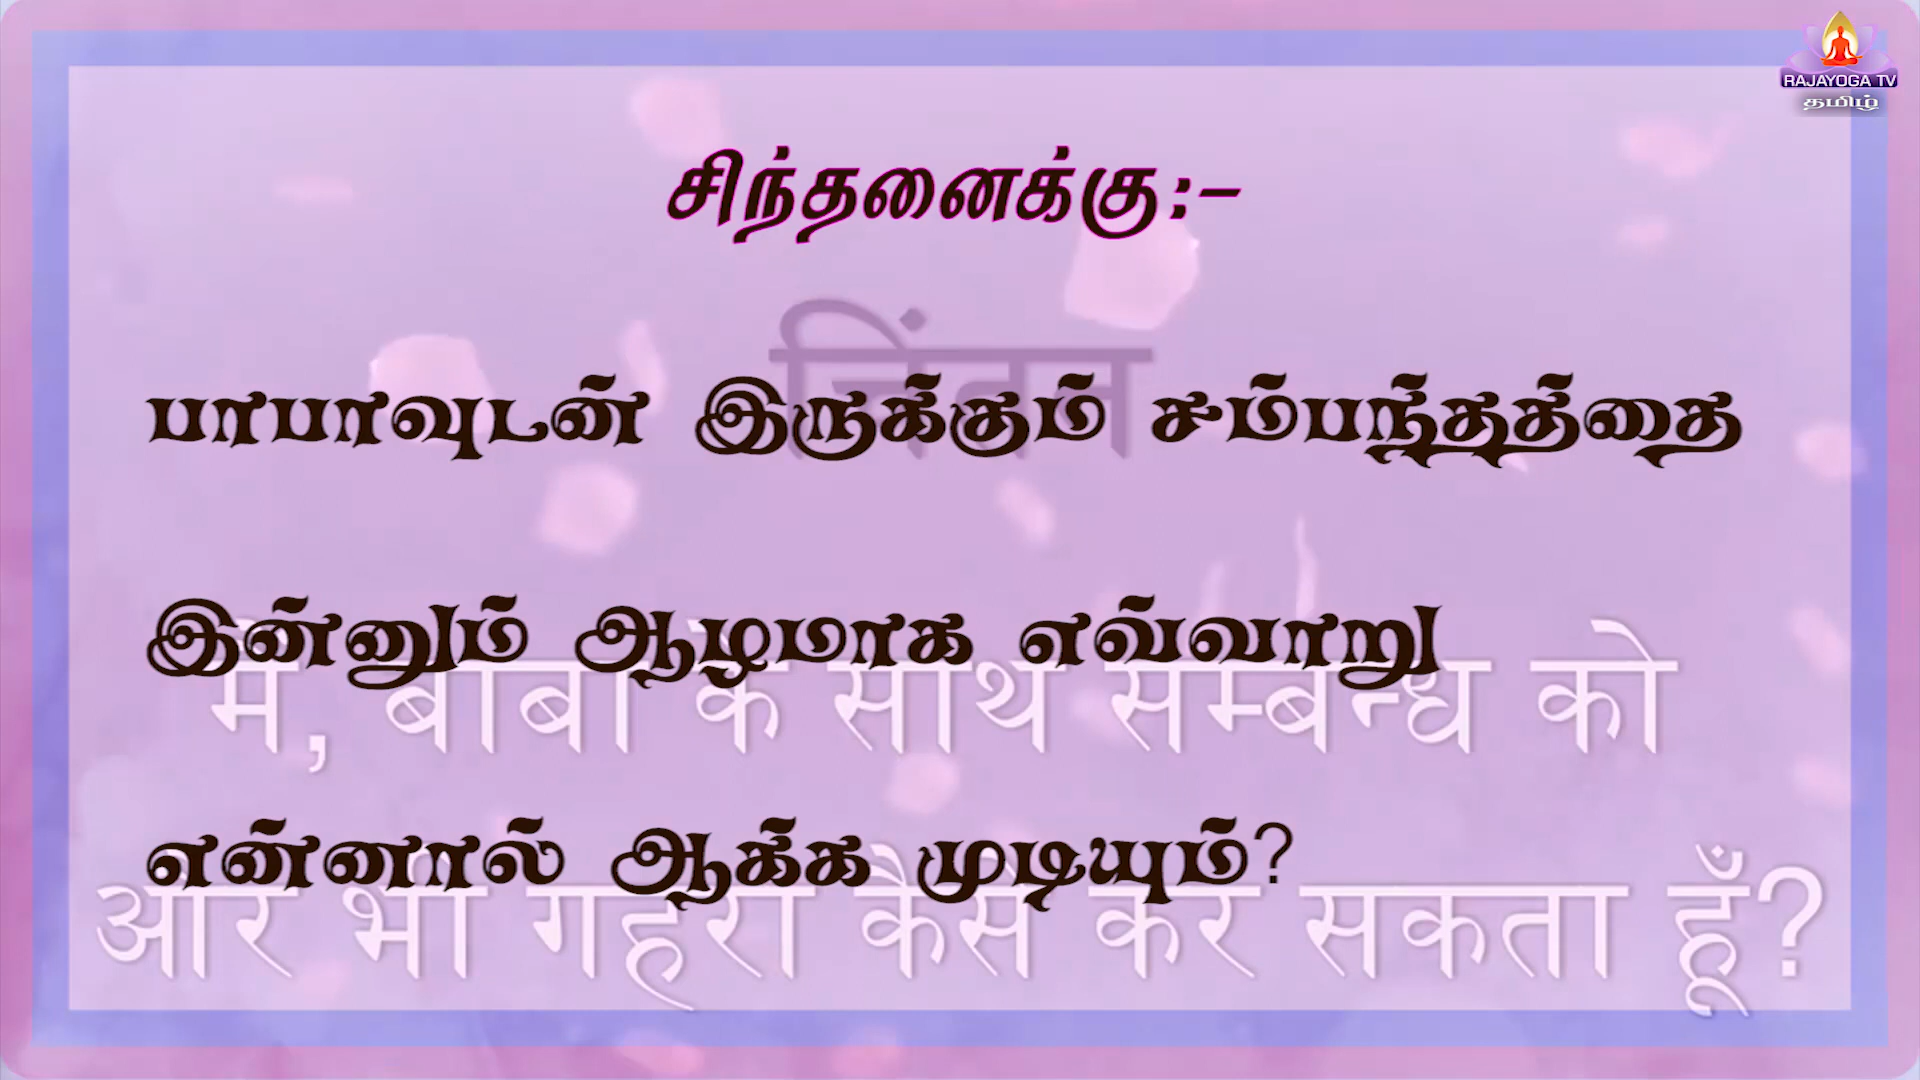 RAJAYOGA TV
தமிழ்
சிந்தனைக்கு:-
चिंतन
பாபாவுடன் இருக்கும் சம்பந்தத்தை
இன்னும் ஆழமாக எவ்வாறு
मैं, बाबा के साथ सम्बन्ध को
என்னால் ஆக்க முடியும்?
और भी गहरा कैसे कर सकता हूँ?